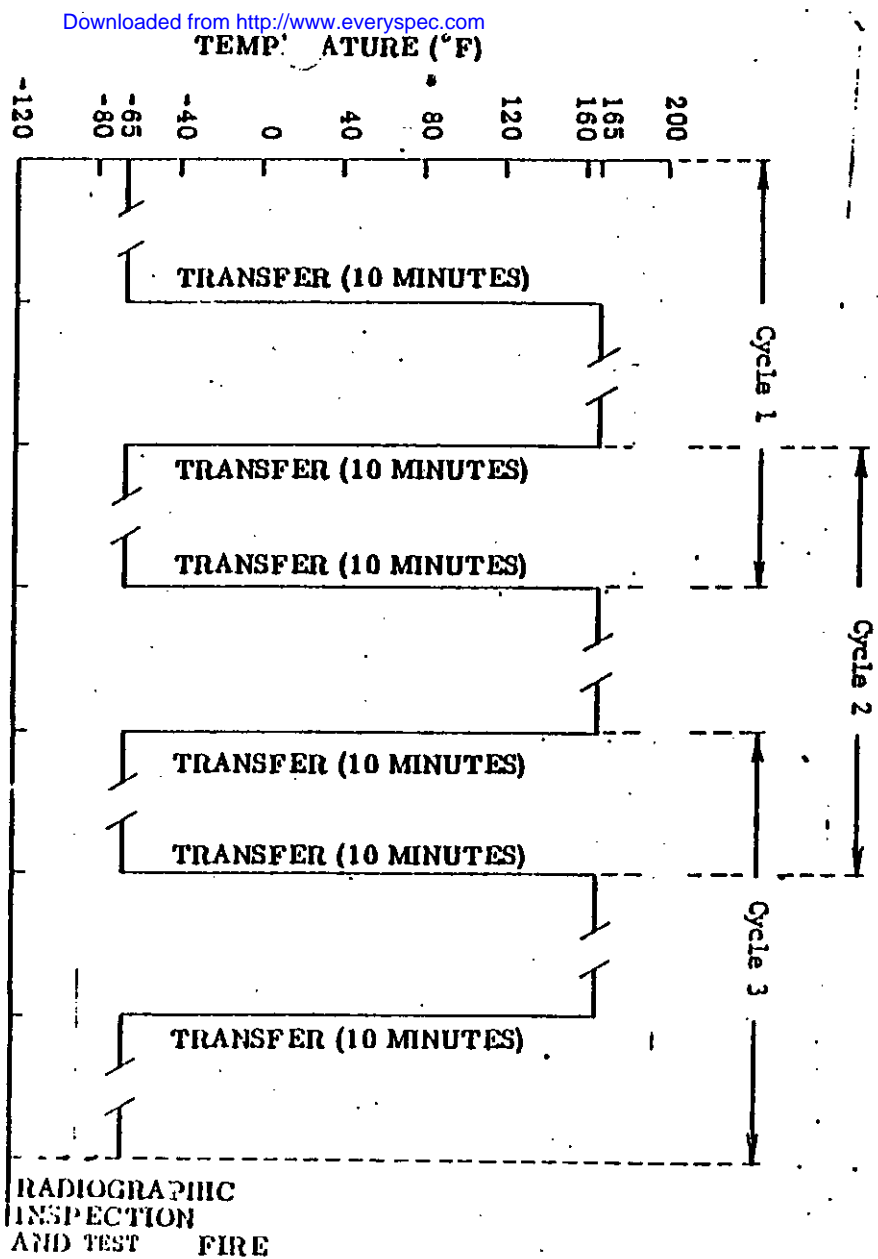 Downloaded from http://www.everyspec.com
ATURE (°F)
-120
-80
-65
-40
0
40
80
120
160
165
200
TRANSFER (10 MINUTES)
Cycle 1
TRANSFER (10 MINUTES)
TRANSFER (10 MINUTES)
Cycle 2
TRANSFER (10 MINUTES)
TRANSFER (10 MINUTES)
Cycle 3
TRANSFER (10 MINUTES)
RADIOGRAPHIC
INSPECTION
AND TEST FIRE